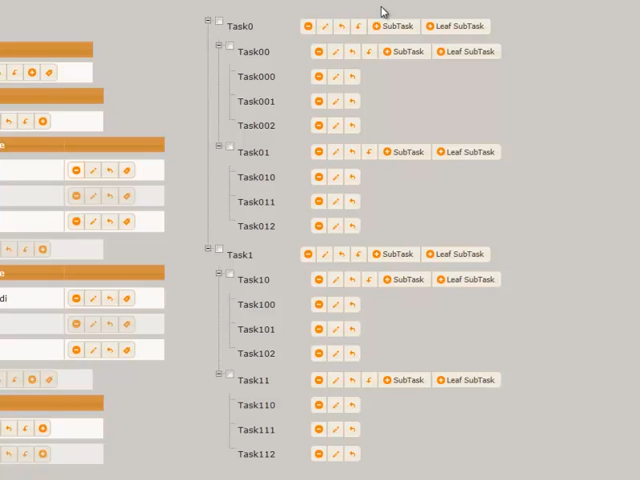 Task0 SubTask Leaf SubTask
Task00 SubTask Leaf SubTask
Task000
Task001
Task002
e
Task01 SubTask Leaf SubTask
Task010
Task011
Task012
Task1 SubTask Leaf SubTask
e
Task10 SubTask Leaf SubTask
di
Task100
Task101
Task102
Task11 SubTask Leaf SubTask
Task110
Task111
Task112